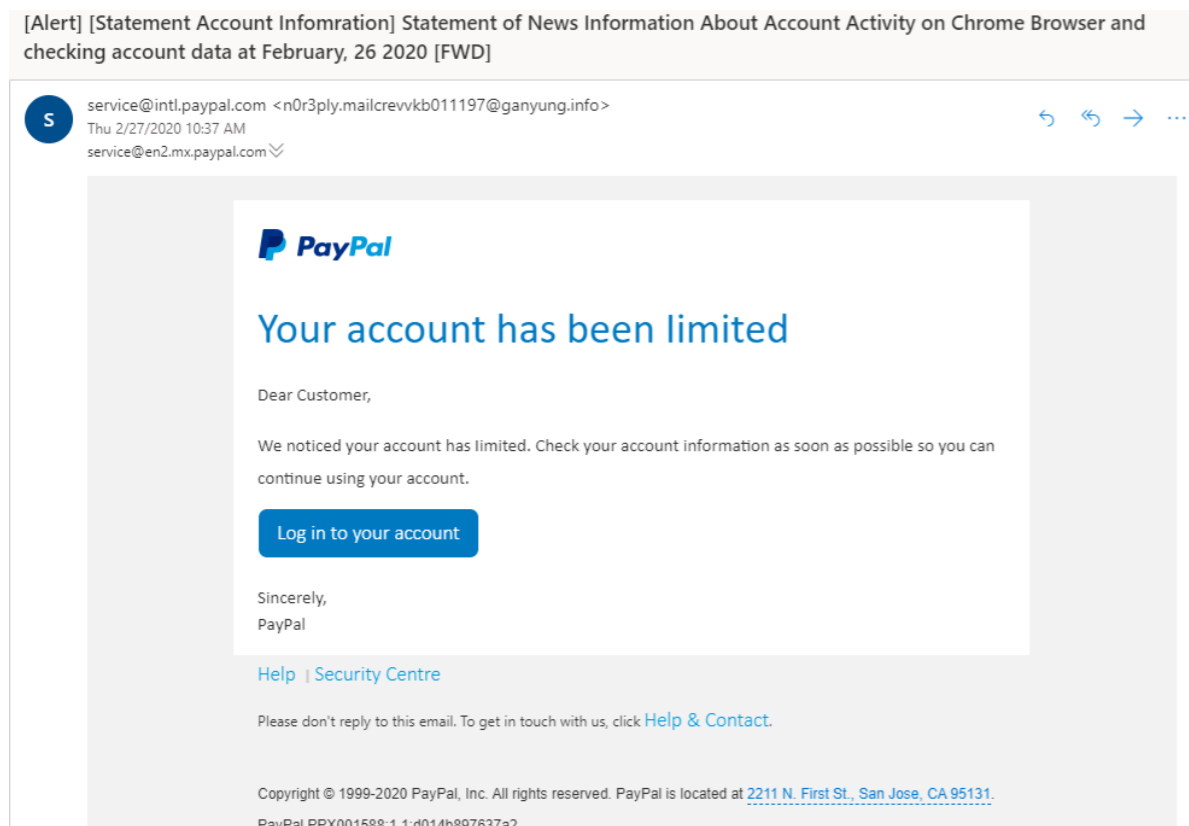 [Alert] [Statement Account Infomration] Statement of News Information About Account Activity on Chrome Browser and
checking account data at February, 26 2020 [FWD]
S
service@intl.paypal.com <n0r3ply.mailcrevvkb011197@ganyung.info>
Thu 2/27/2020 10:37 AM
service@en2.mx.paypal.com
PayPal
Your account has been limited
Dear Customer,
We noticed your account has limited. Check your account information as soon as possible so you can
continue using your account.
Log in to your account
Sincerely,
PayPal
Help | Security Centre
Please don't reply to this email. To get in touch with us, click Help & Contact.
Copyright © 1999-2020 PayPal, Inc. All rights reserved. PayPal is located at 2211 N. First St., San Jose, CA 95131.
PayPal PPX001588:1.1:d014b897637a2